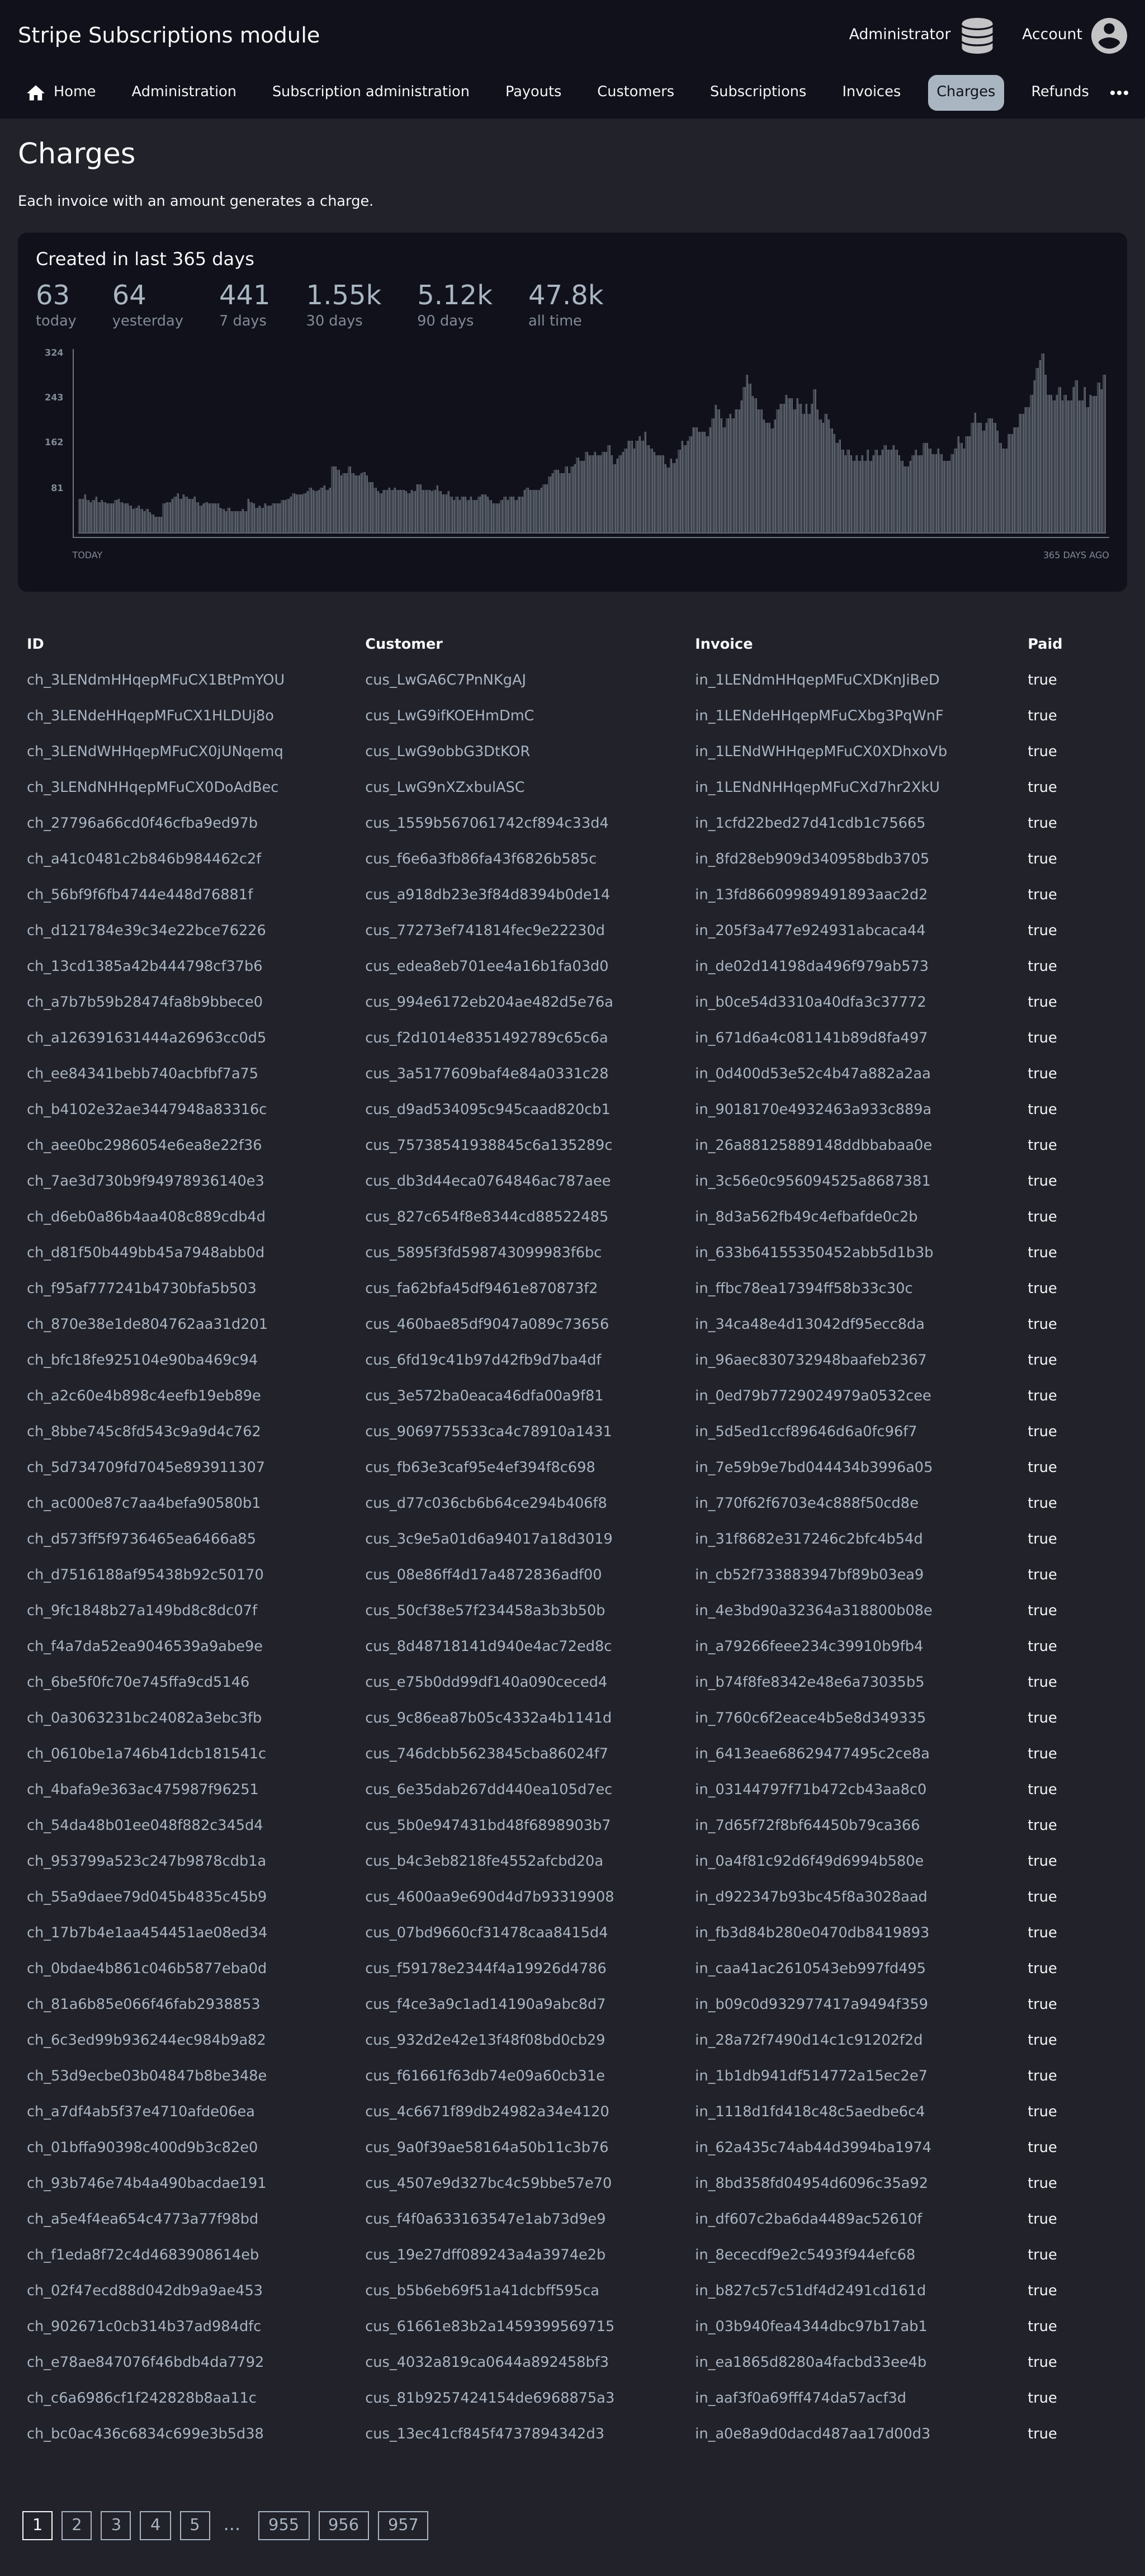 Stripe Subscriptions module
Administrator Account
Home Administration Subscription administration Payouts Customers Subscriptions Invoices Charges Refunds •••
Charges
Each invoice with an amount generates a charge.
Created in last 365 days
63 64 441 1.55k 5.12k 47.8k
today yesterday 7 days 30 days 90 days all time
324
243
162
81
TODAY 365 DAYS AGO
ID Customer Invoice Paid
ch_3LENdmHHqepMFuCX1BtPmYOU cus_LwGA6C7PnNKgAJ in_1LENdmHHqepMFuCXDKnJiBeD true
ch_3LENdeHHqepMFuCX1HLDUj8o cus_LwG9ifKOEHmDmC in_1LENdeHHqepMFuCXbg3PqWnF true
ch_3LENdWHHqepMFuCX0jUNqemq cus_LwG9obbG3DtKOR in_1LENdWHHqepMFuCX0XDhxoVb true
ch_3LENdNHHqepMFuCX0DoAdBec cus_LwG9nXZxbulASC in_1LENdNHHqepMFuCXd7hr2XkU true
ch_27796a66cd0f46cfba9ed97b cus_1559b567061742cf894c33d4 in_1cfd22bed27d41cdb1c75665 true
ch_a41c0481c2b846b984462c2f cus_f6e6a3fb86fa43f6826b585c in_8fd28eb909d340958bdb3705 true
ch_56bf9f6fb4744e448d76881f cus_a918db23e3f84d8394b0de14 in_13fd86609989491893aac2d2 true
ch_d121784e39c34e22bce76226 cus_77273ef741814fec9e22230d in_205f3a477e924931abcaca44 true
ch_13cd1385a42b444798cf37b6 cus_edea8eb701ee4a16b1fa03d0 in_de02d14198da496f979ab573 true
ch_a7b7b59b28474fa8b9bbece0 cus_994e6172eb204ae482d5e76a in_b0ce54d3310a40dfa3c37772 true
ch_a126391631444a26963cc0d5 cus_f2d1014e8351492789c65c6a in_671d6a4c081141b89d8fa497 true
ch_ee84341bebb740acbfbf7a75 cus_3a5177609baf4e84a0331c28 in_0d400d53e52c4b47a882a2aa true
ch_b4102e32ae3447948a83316c cus_d9ad534095c945caad820cb1 in_9018170e4932463a933c889a true
ch_aee0bc2986054e6ea8e22f36 cus_75738541938845c6a135289c in_26a88125889148ddbbabaa0e true
ch_7ae3d730b9f94978936140e3 cus_db3d44eca0764846ac787aee in_3c56e0c956094525a8687381 true
ch_d6eb0a86b4aa408c889cdb4d cus_827c654f8e8344cd88522485 in_8d3a562fb49c4efbafde0c2b true
ch_d81f50b449bb45a7948abb0d cus_5895f3fd598743099983f6bc in_633b64155350452abb5d1b3b true
ch_f95af777241b4730bfa5b503 cus_fa62bfa45df9461e870873f2 in_ffbc78ea17394ff58b33c30c true
ch_870e38e1de804762aa31d201 cus_460bae85df9047a089c73656 in_34ca48e4d13042df95ecc8da true
ch_bfc18fe925104e90ba469c94 cus_6fd19c41b97d42fb9d7ba4df in_96aec830732948baafeb2367 true
ch_a2c60e4b898c4eefb19eb89e cus_3e572ba0eaca46dfa00a9f81 in_0ed79b7729024979a0532cee true
ch_8bbe745c8fd543c9a9d4c762 cus_9069775533ca4c78910a1431 in_5d5ed1ccf89646d6a0fc96f7 true
ch_5d734709fd7045e893911307 cus_fb63e3caf95e4ef394f8c698 in_7e59b9e7bd044434b3996a05 true
ch_ac000e87c7aa4befa90580b1 cus_d77c036cb6b64ce294b406f8 in_770f62f6703e4c888f50cd8e true
ch_d573ff5f9736465ea6466a85 cus_3c9e5a01d6a94017a18d3019 in_31f8682e317246c2bfc4b54d true
ch_d7516188af95438b92c50170 cus_08e86ff4d17a4872836adf00 in_cb52f733883947bf89b03ea9 true
ch_9fc1848b27a149bd8c8dc07f cus_50cf38e57f234458a3b3b50b in_4e3bd90a32364a318800b08e true
ch_f4a7da52ea9046539a9abe9e cus_8d48718141d940e4ac72ed8c in_a79266feee234c39910b9fb4 true
ch_6be5f0fc70e745ffa9cd5146 cus_e75b0dd99df140a090ceced4 in_b74f8fe8342e48e6a73035b5 true
ch_0a3063231bc24082a3ebc3fb cus_9c86ea87b05c4332a4b1141d in_7760c6f2eace4b5e8d349335 true
ch_0610be1a746b41dcb181541c cus_746dcbb5623845cba86024f7 in_6413eae68629477495c2ce8a true
ch_4bafa9e363ac475987f96251 cus_6e35dab267dd440ea105d7ec in_03144797f71b472cb43aa8c0 true
ch_54da48b01ee048f882c345d4 cus_5b0e947431bd48f6898903b7 in_7d65f72f8bf64450b79ca366 true
ch_953799a523c247b9878cdb1a cus_b4c3eb8218fe4552afcbd20a in_0a4f81c92d6f49d6994b580e true
ch_55a9daee79d045b4835c45b9 cus_4600aa9e690d4d7b93319908 in_d922347b93bc45f8a3028aad true
ch_17b7b4e1aa454451ae08ed34 cus_07bd9660cf31478caa8415d4 in_fb3d84b280e0470db8419893 true
ch_0bdae4b861c046b5877eba0d cus_f59178e2344f4a19926d4786 in_caa41ac2610543eb997fd495 true
ch_81a6b85e066f46fab2938853 cus_f4ce3a9c1ad14190a9abc8d7 in_b09c0d932977417a9494f359 true
ch_6c3ed99b936244ec984b9a82 cus_932d2e42e13f48f08bd0cb29 in_28a72f7490d14c1c91202f2d true
ch_53d9ecbe03b04847b8be348e cus_f61661f63db74e09a60cb31e in_1b1db941df514772a15ec2e7 true
ch_a7df4ab5f37e4710afde06ea cus_4c6671f89db24982a34e4120 in_1118d1fd418c48c5aedbe6c4 true
ch_01bffa90398c400d9b3c82e0 cus_9a0f39ae58164a50b11c3b76 in_62a435c74ab44d3994ba1974 true
ch_93b746e74b4a490bacdae191 cus_4507e9d327bc4c59bbe57e70 in_8bd358fd04954d6096c35a92 true
ch_a5e4f4ea654c4773a77f98bd cus_f4f0a633163547e1ab73d9e9 in_df607c2ba6da4489ac52610f true
ch_f1eda8f72c4d4683908614eb cus_19e27dff089243a4a3974e2b in_8ececdf9e2c5493f944efc68 true
ch_02f47ecd88d042db9a9ae453 cus_b5b6eb69f51a41dcbff595ca in_b827c57c51df4d2491cd161d true
ch_902671c0cb314b37ad984dfc cus_61661e83b2a1459399569715 in_03b940fea4344dbc97b17ab1 true
ch_e78ae847076f46bdb4da7792 cus_4032a819ca0644a892458bf3 in_ea1865d8280a4facbd33ee4b true
ch_c6a6986cf1f242828b8aa11c cus_81b9257424154de6968875a3 in_aaf3f0a69fff474da57acf3d true
ch_bc0ac436c6834c699e3b5d38 cus_13ec41cf845f4737894342d3 in_a0e8a9d0dacd487aa17d00d3 true
1 2 3 4 5 … 955 956 957